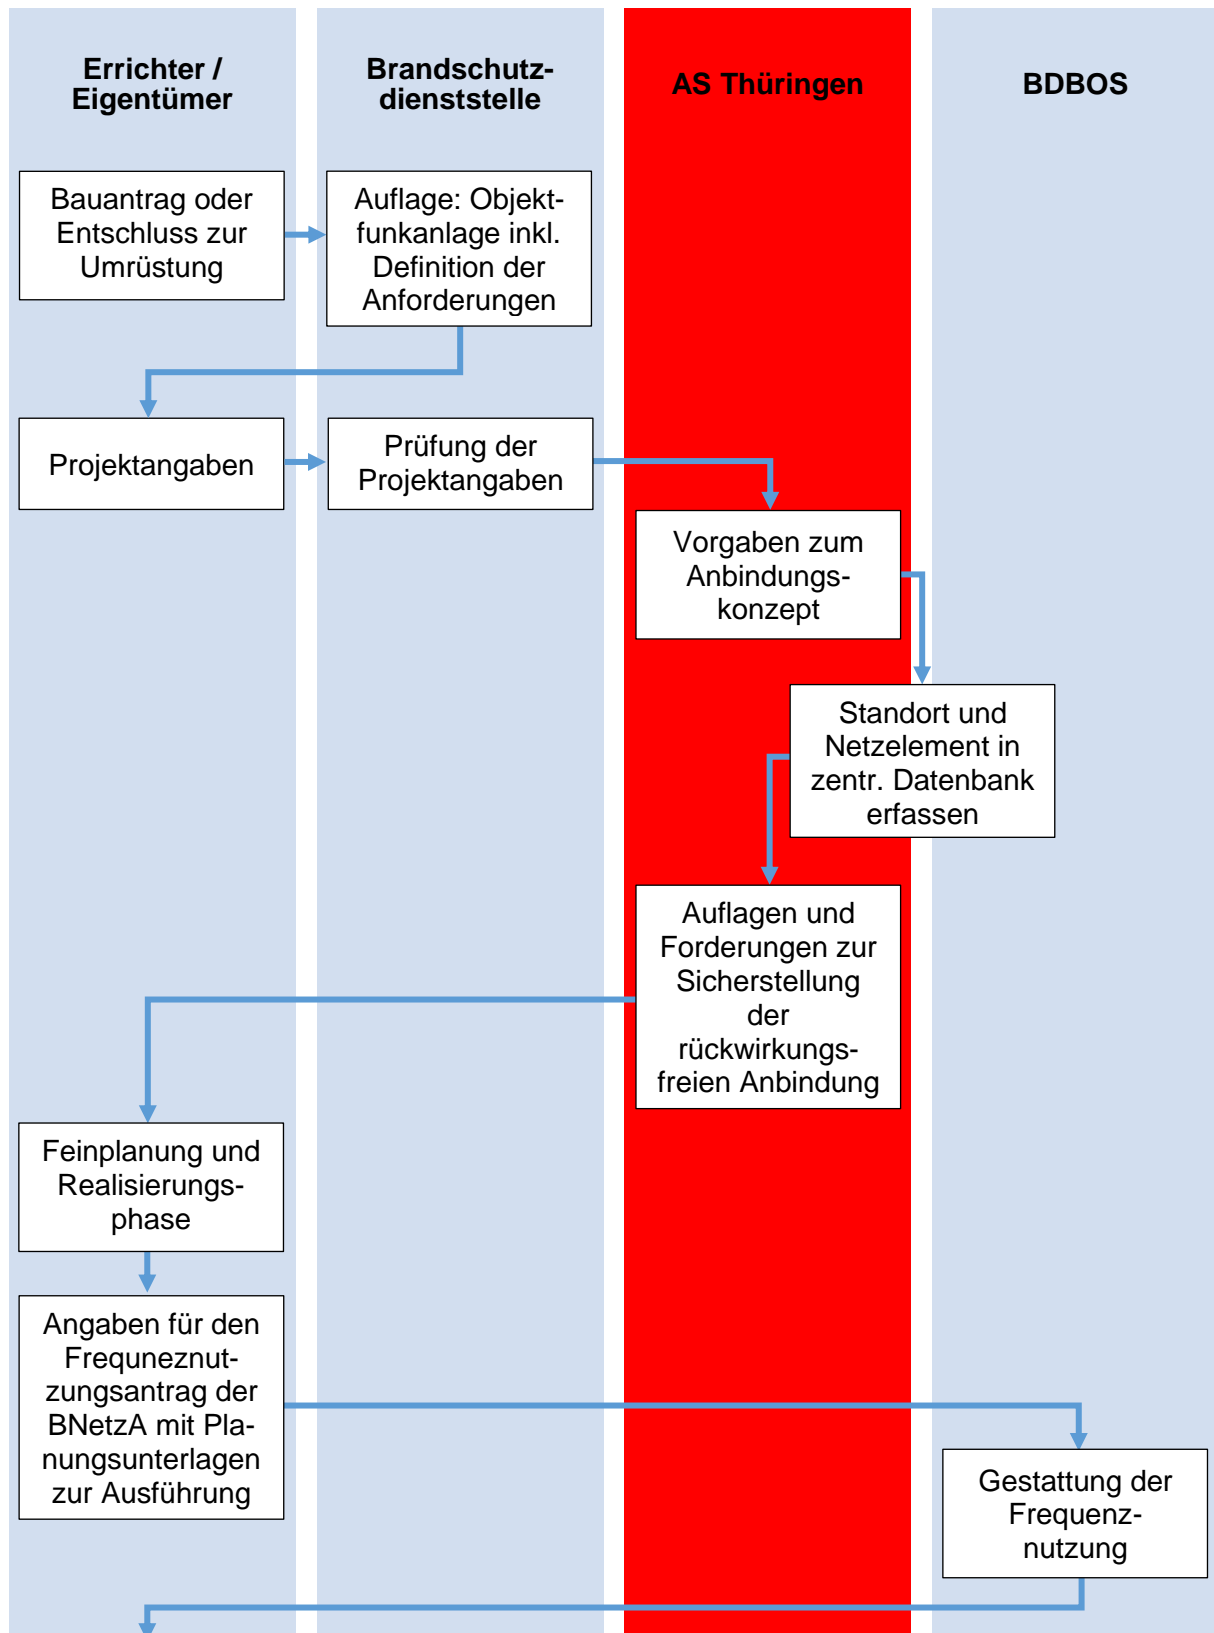 Errichter /
Eigentümer
Brandschutz-
dienststelle
AS Thüringen
BDBOS
Bauantrag oder
Entschluss zur
Umrüstung
Auflage: Objekt-
funkanlage inkl.
Definition der
Anforderungen
Projektangaben
Prüfung der
Projektangaben
Vorgaben zum
Anbindungs-
konzept
Standort und
Netzelement in
zentr. Datenbank
erfassen
Auflagen und
Forderungen zur
Sicherstellung
der
rückwirkungs-
freien Anbindung
Feinplanung und
Realisierungs-
phase
Angaben für den
Frequneznut-
zungsantrag der
BNetzA mit Pla-
nungsunterlagen
zur Ausführung
Gestattung der
Frequenz-
nutzung